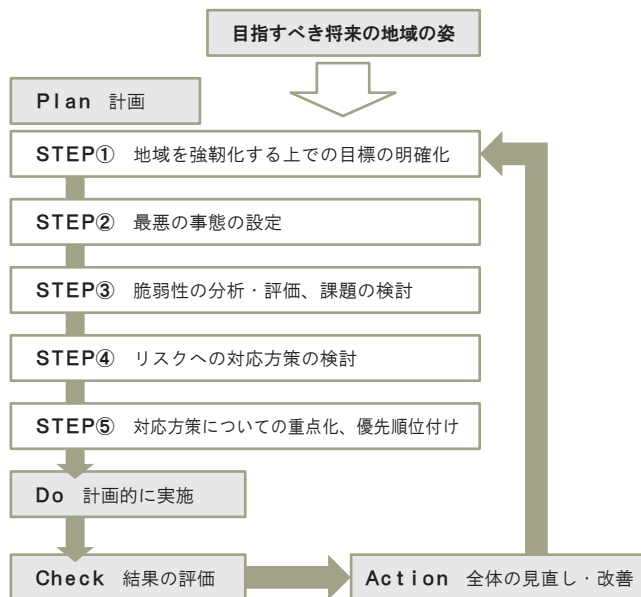 目指すべき将来の地域の姿
Plan 計画
STEP① 地域を強靱化する上での目標の明確化
STEP② 最悪の事態の設定
STEP③ 脆弱性の分析・評価、課題の検討
STEP④ リスクへの対応方策の検討
STEP⑤ 対応方策についての重点化、優先順位付け
Do 計画的に実施
Check 結果の評価
Action 全体の見直し・改善